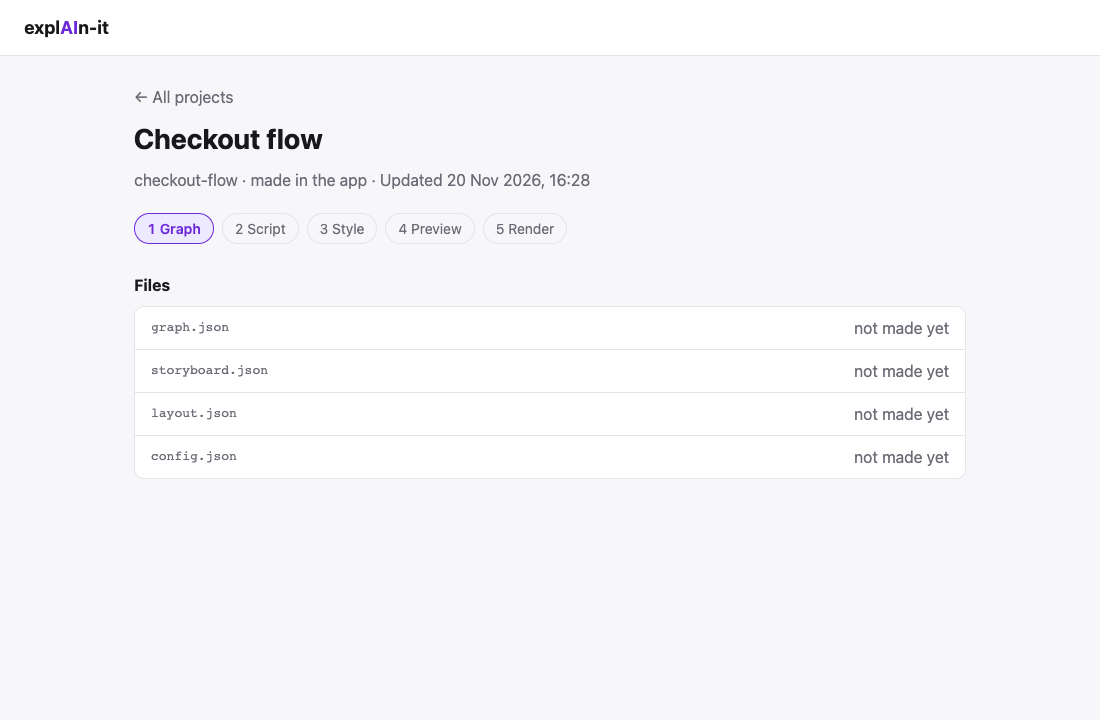 explAIn-it
← All projects
Checkout flow
checkout-flow · made in the app · Updated 20 Nov 2026, 16:28
1 Graph 2 Script 3 Style 4 Preview 5 Render
Files
graph.json not made yet
storyboard.json not made yet
layout.json not made yet
config.json not made yet